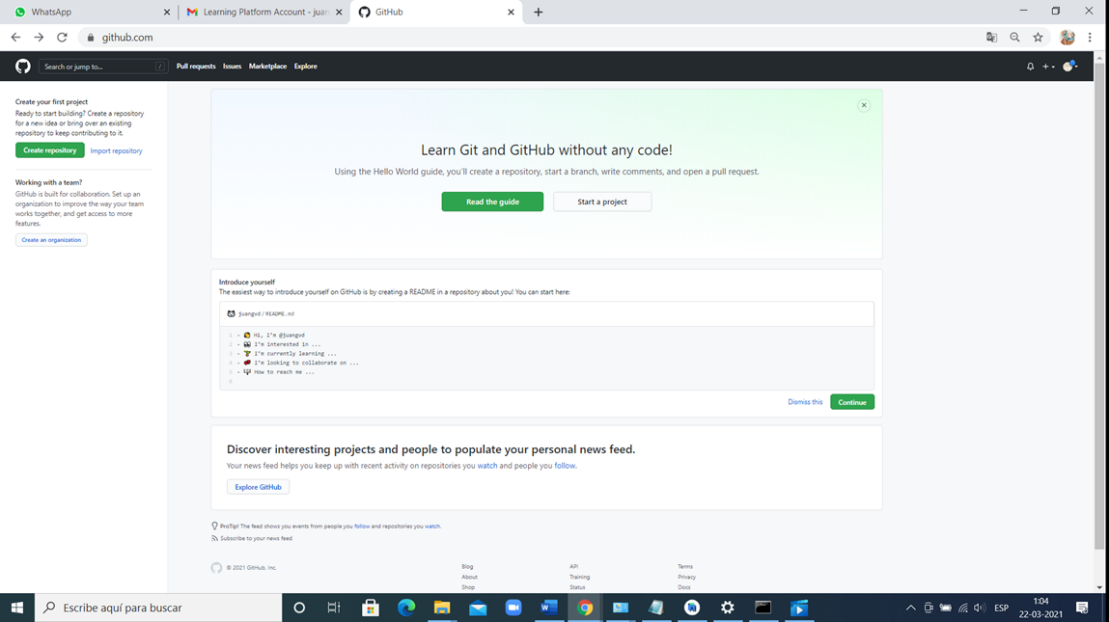 WhatsApp
Learning Platform Account - juan
GitHub
github.com
Search or jump to...
/
Pull requests
Issues
Marketplace
Explore
Create your first project
Ready to start building? Create a repository
for a new idea or bring over an existing
repository to keep contributing to it.
Create repository
Import repository
Working with a team?
GitHub is built for collaboration. Set up an
organization to improve the way your team
works together, and get access to more
features.
Create an organization
Learn Git and GitHub without any code!
Using the Hello World guide, you'll create a repository, start a branch, write comments, and open a pull request.
Read the guide
Start a project
Introduce yourself
The easiest way to introduce yourself on GitHub is by creating a README in a repository about you! You can start here:
juangvd/README.md
1 - 👋 Hi, I'm @juangvd
2 - 👀 I'm interested in ...
3 - 🌱 I'm currently learning ...
4 - 💞️ I'm looking to collaborate on ...
5 - 📫 How to reach me ...
6
Dismiss this
Continue
Discover interesting projects and people to populate your personal news feed.
Your news feed helps you keep up with recent activity on repositories you watch and people you follow.
Explore GitHub
ProTip! The feed shows you events from people you follow and repositories you watch.
Subscribe to your news feed
© 2021 GitHub, Inc.
Blog
About
Shop
API
Training
Status
Terms
Privacy
Docs
Escribe aquí para buscar
ESP
1:04
22-03-2021